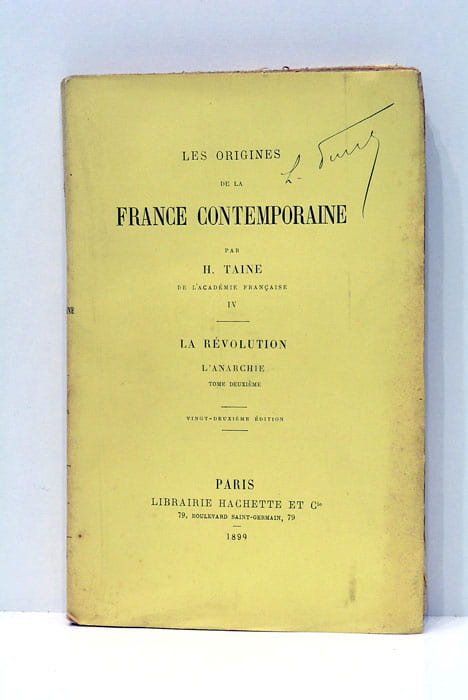 LES ORIGINES
DE LA
FRANCE CONTEMPORAINE
PAR
H. TAINE
DE L'ACADÉMIE FRANÇAISE
IV
LA RÉVOLUTION
L'ANARCHIE
TOME DEUXIÈME
VINGT-DEUXIÈME ÉDITION
PARIS
LIBRAIRIE HACHETTE ET Cie
79, BOULEVARD SAINT-GERMAIN, 79
1899